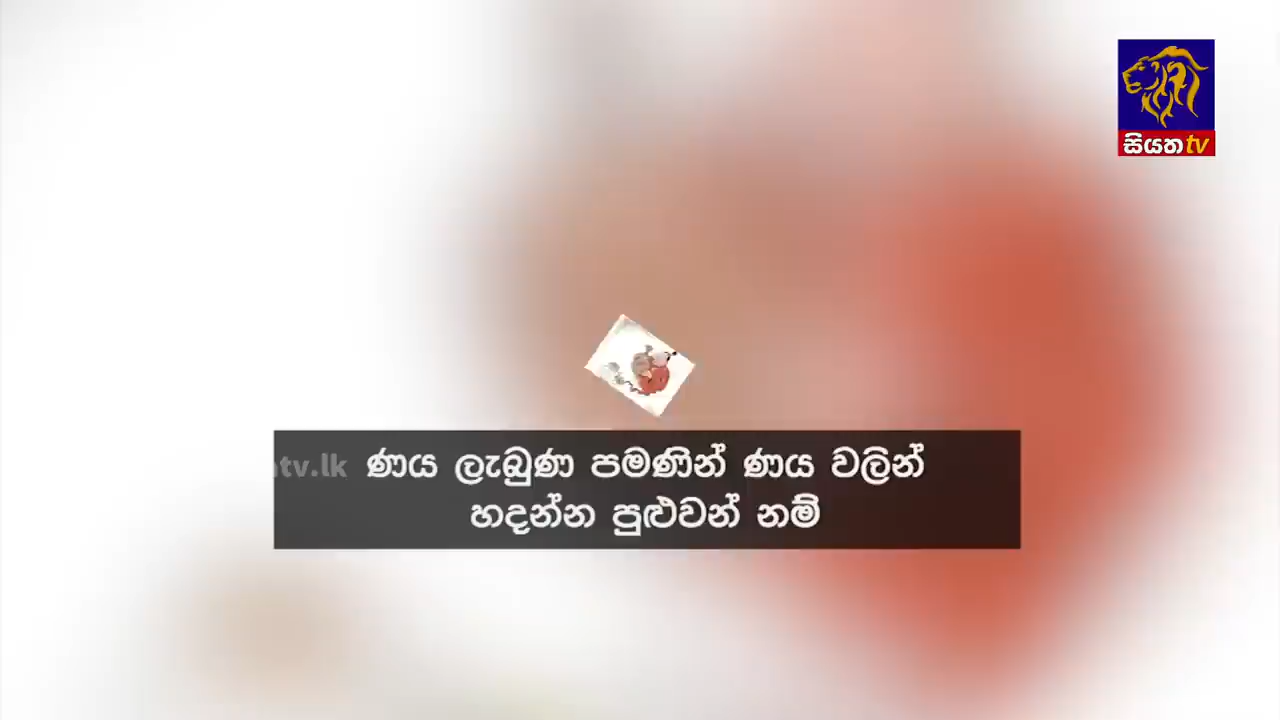 සියත tv
tv.lk
ණය ලැබුණ පමණින් ණය වලින්
හදන්න පුළුවන් නම්